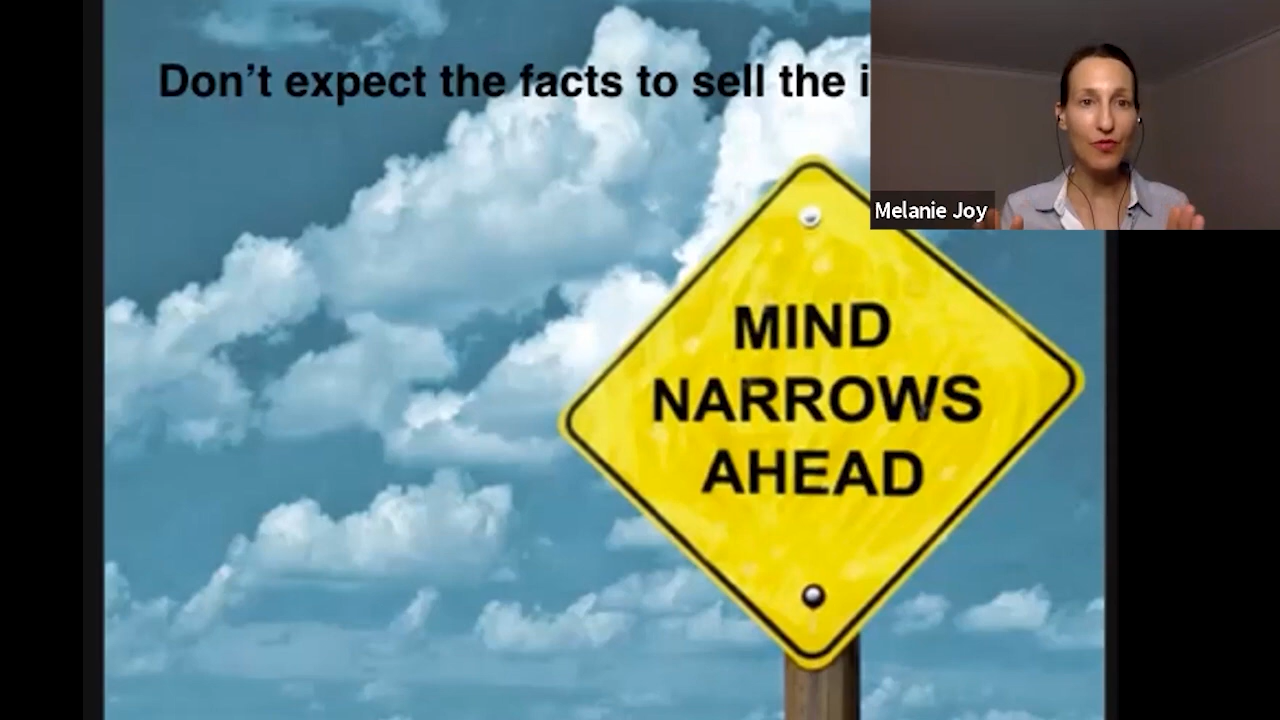 Don't expect the facts to sell the
Melanie Joy
MIND
NARROWS
AHEAD